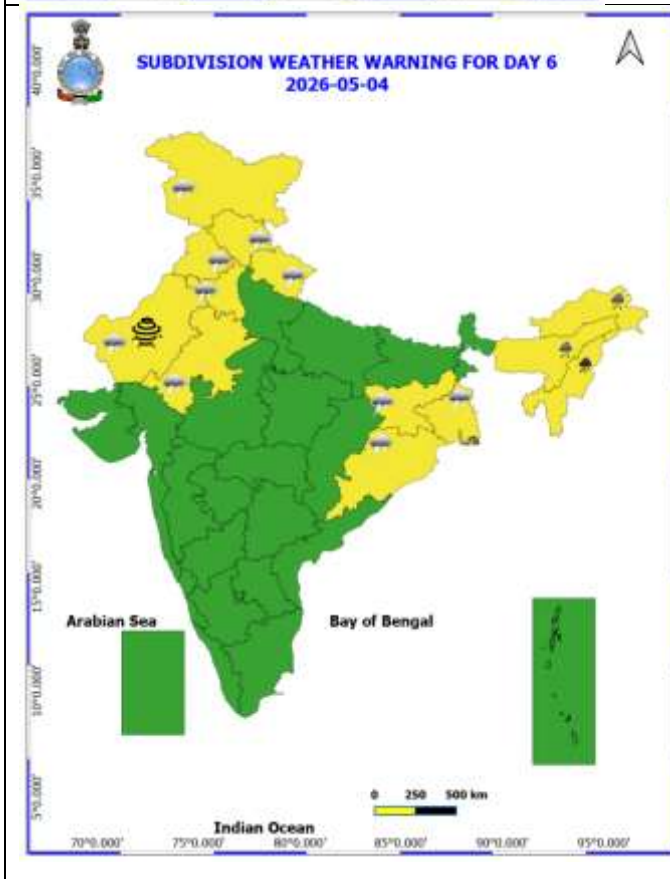 SUBDIVISION WEATHER WARNING FOR DAY 6
2026-05-04
40°0.000'
35°0.000'
30°0.000'
25°0.000'
20°0.000'
15°0.000'
10°0.000'
5°0.000'
Arabian Sea
Bay of Bengal
0 250 500 km
Indian Ocean
70°0.000' 75°0.000' 80°0.000' 85°0.000' 90°0.000' 95°0.000'